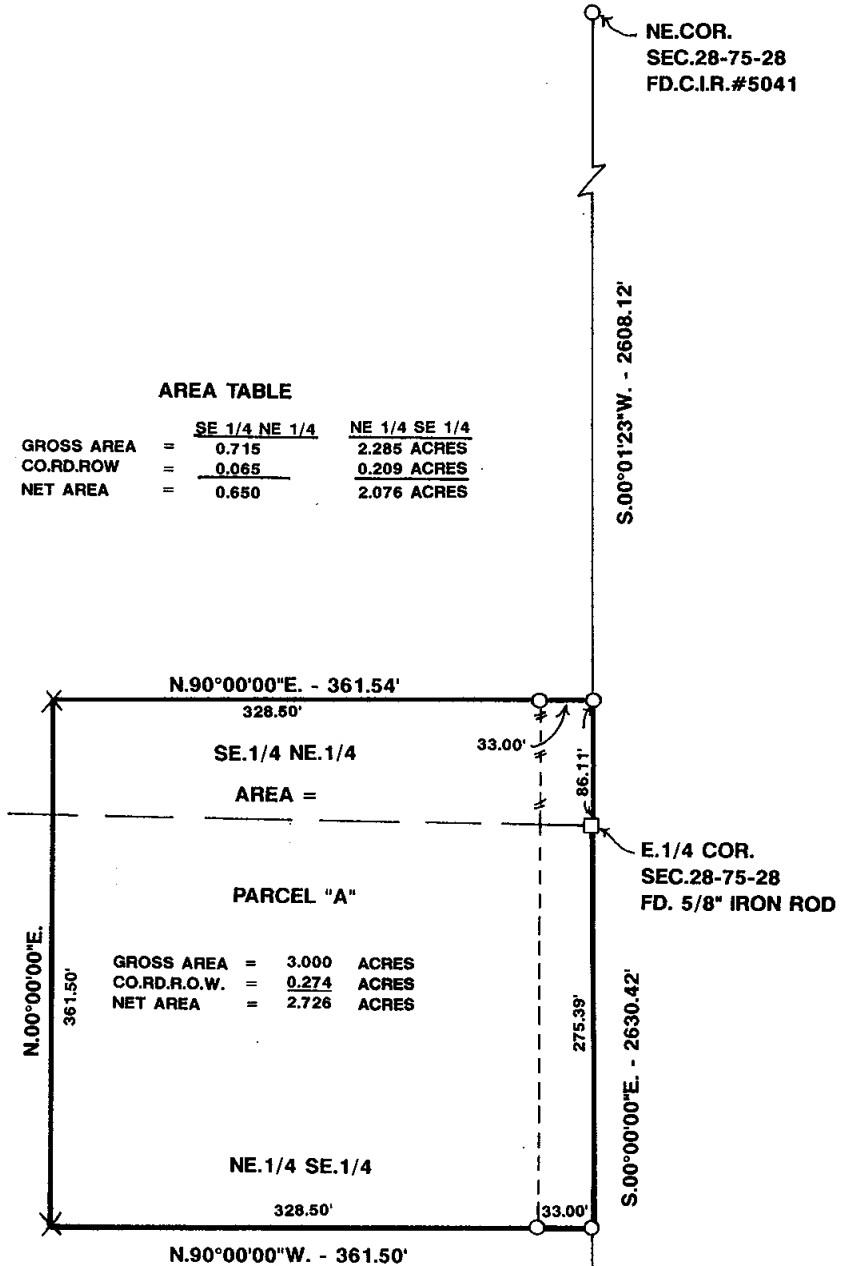 NE.COR.
SEC.28-75-28
FD.C.I.R.#5041
S.00°01'23"W. - 2608.12'
AREA TABLE
SE 1/4 NE 1/4 NE 1/4 SE 1/4
GROSS AREA = 0.715 2.285 ACRES
CO.RD.ROW = 0.065 0.209 ACRES
NET AREA = 0.650 2.076 ACRES
N.90°00'00"E. - 361.54'
328.50'
33.00'
SE.1/4 NE.1/4
86.11'
AREA =
E.1/4 COR.
SEC.28-75-28
FD. 5/8" IRON ROD
PARCEL "A"
GROSS AREA = 3.000 ACRES
CO.RD.R.O.W. = 0.274 ACRES
NET AREA = 2.726 ACRES
N.00°00'00"E.
361.50'
275.39'
S.00°00'00"E. - 2630.42'
NE.1/4 SE.1/4
328.50'
33.00'
N.90°00'00"W. - 361.50'